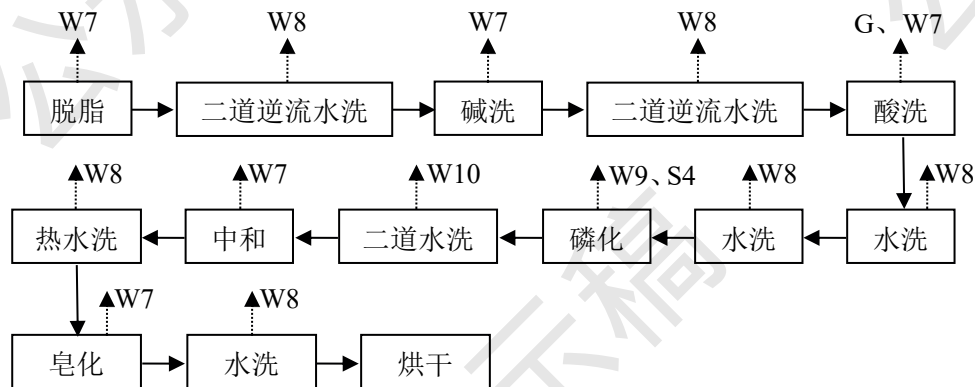 W7 W8 W7 W8 G、W7
脱脂 二道逆流水洗 碱洗 二道逆流水洗 酸洗
W8 W7 W10 W9、S4 W8 W8
热水洗 中和 二道水洗 磷化 水洗 水洗
W7 W8
皂化 水洗 烘干
示稿